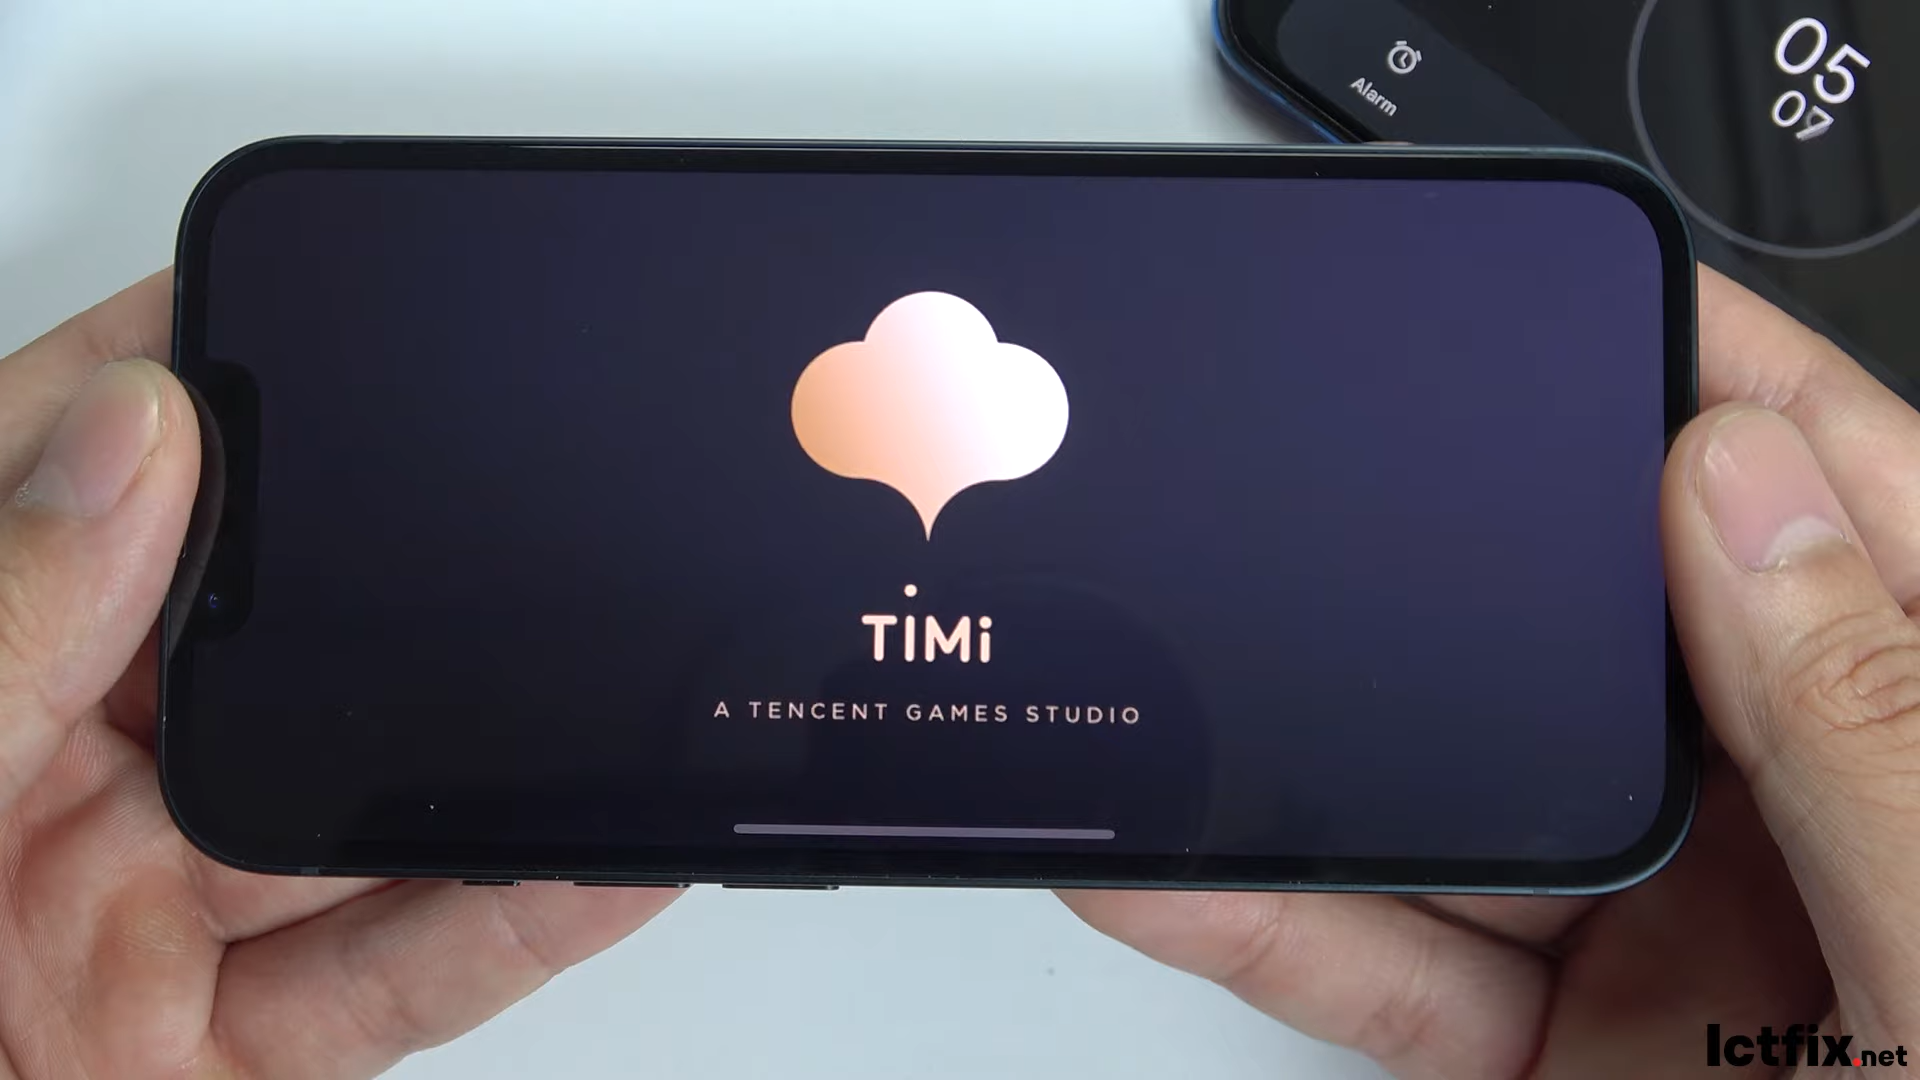 05
07
Alarm
TiMi
A TENCENT GAMES STUDIO
Ictfix.net